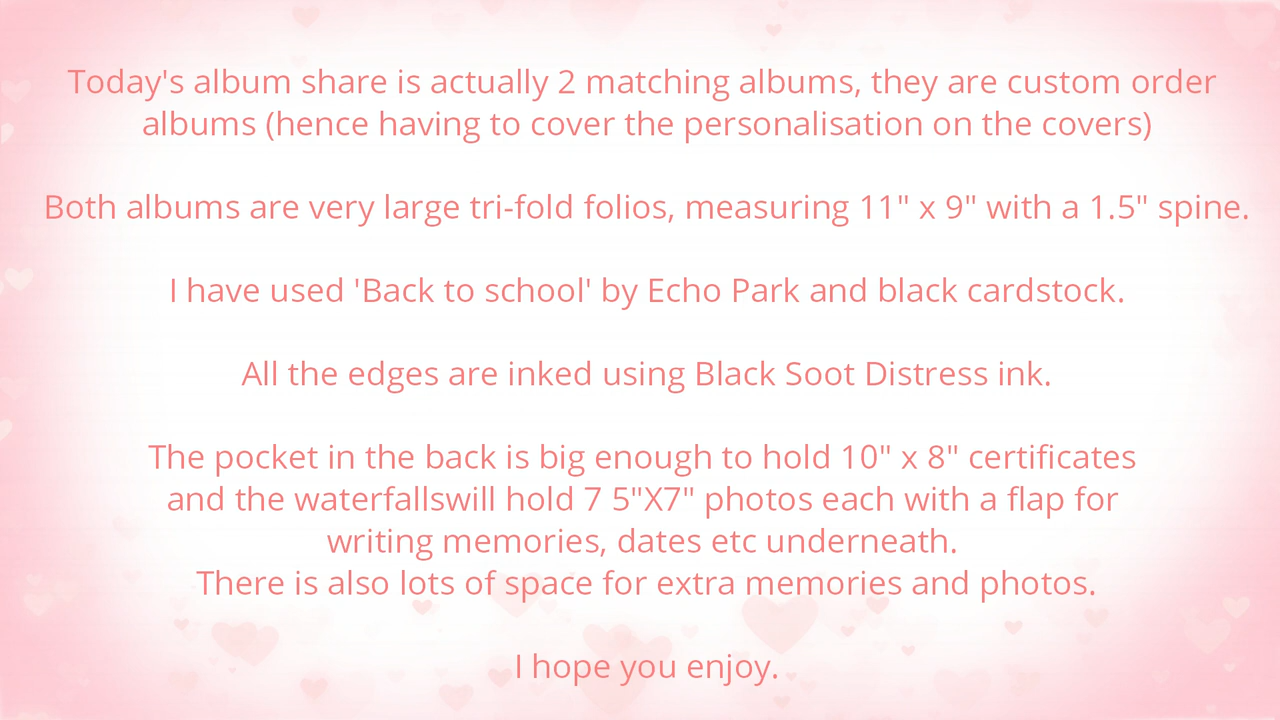 Today's album share is actually 2 matching albums, they are custom order
albums (hence having to cover the personalisation on the covers)
Both albums are very large tri-fold folios, measuring 11" x 9" with a 1.5" spine.
I have used 'Back to school' by Echo Park and black cardstock.
All the edges are inked using Black Soot Distress ink.
The pocket in the back is big enough to hold 10" x 8" certificates
and the waterfallswill hold 7 5"X7" photos each with a flap for
writing memories, dates etc underneath.
There is also lots of space for extra memories and photos.
I hope you enjoy.